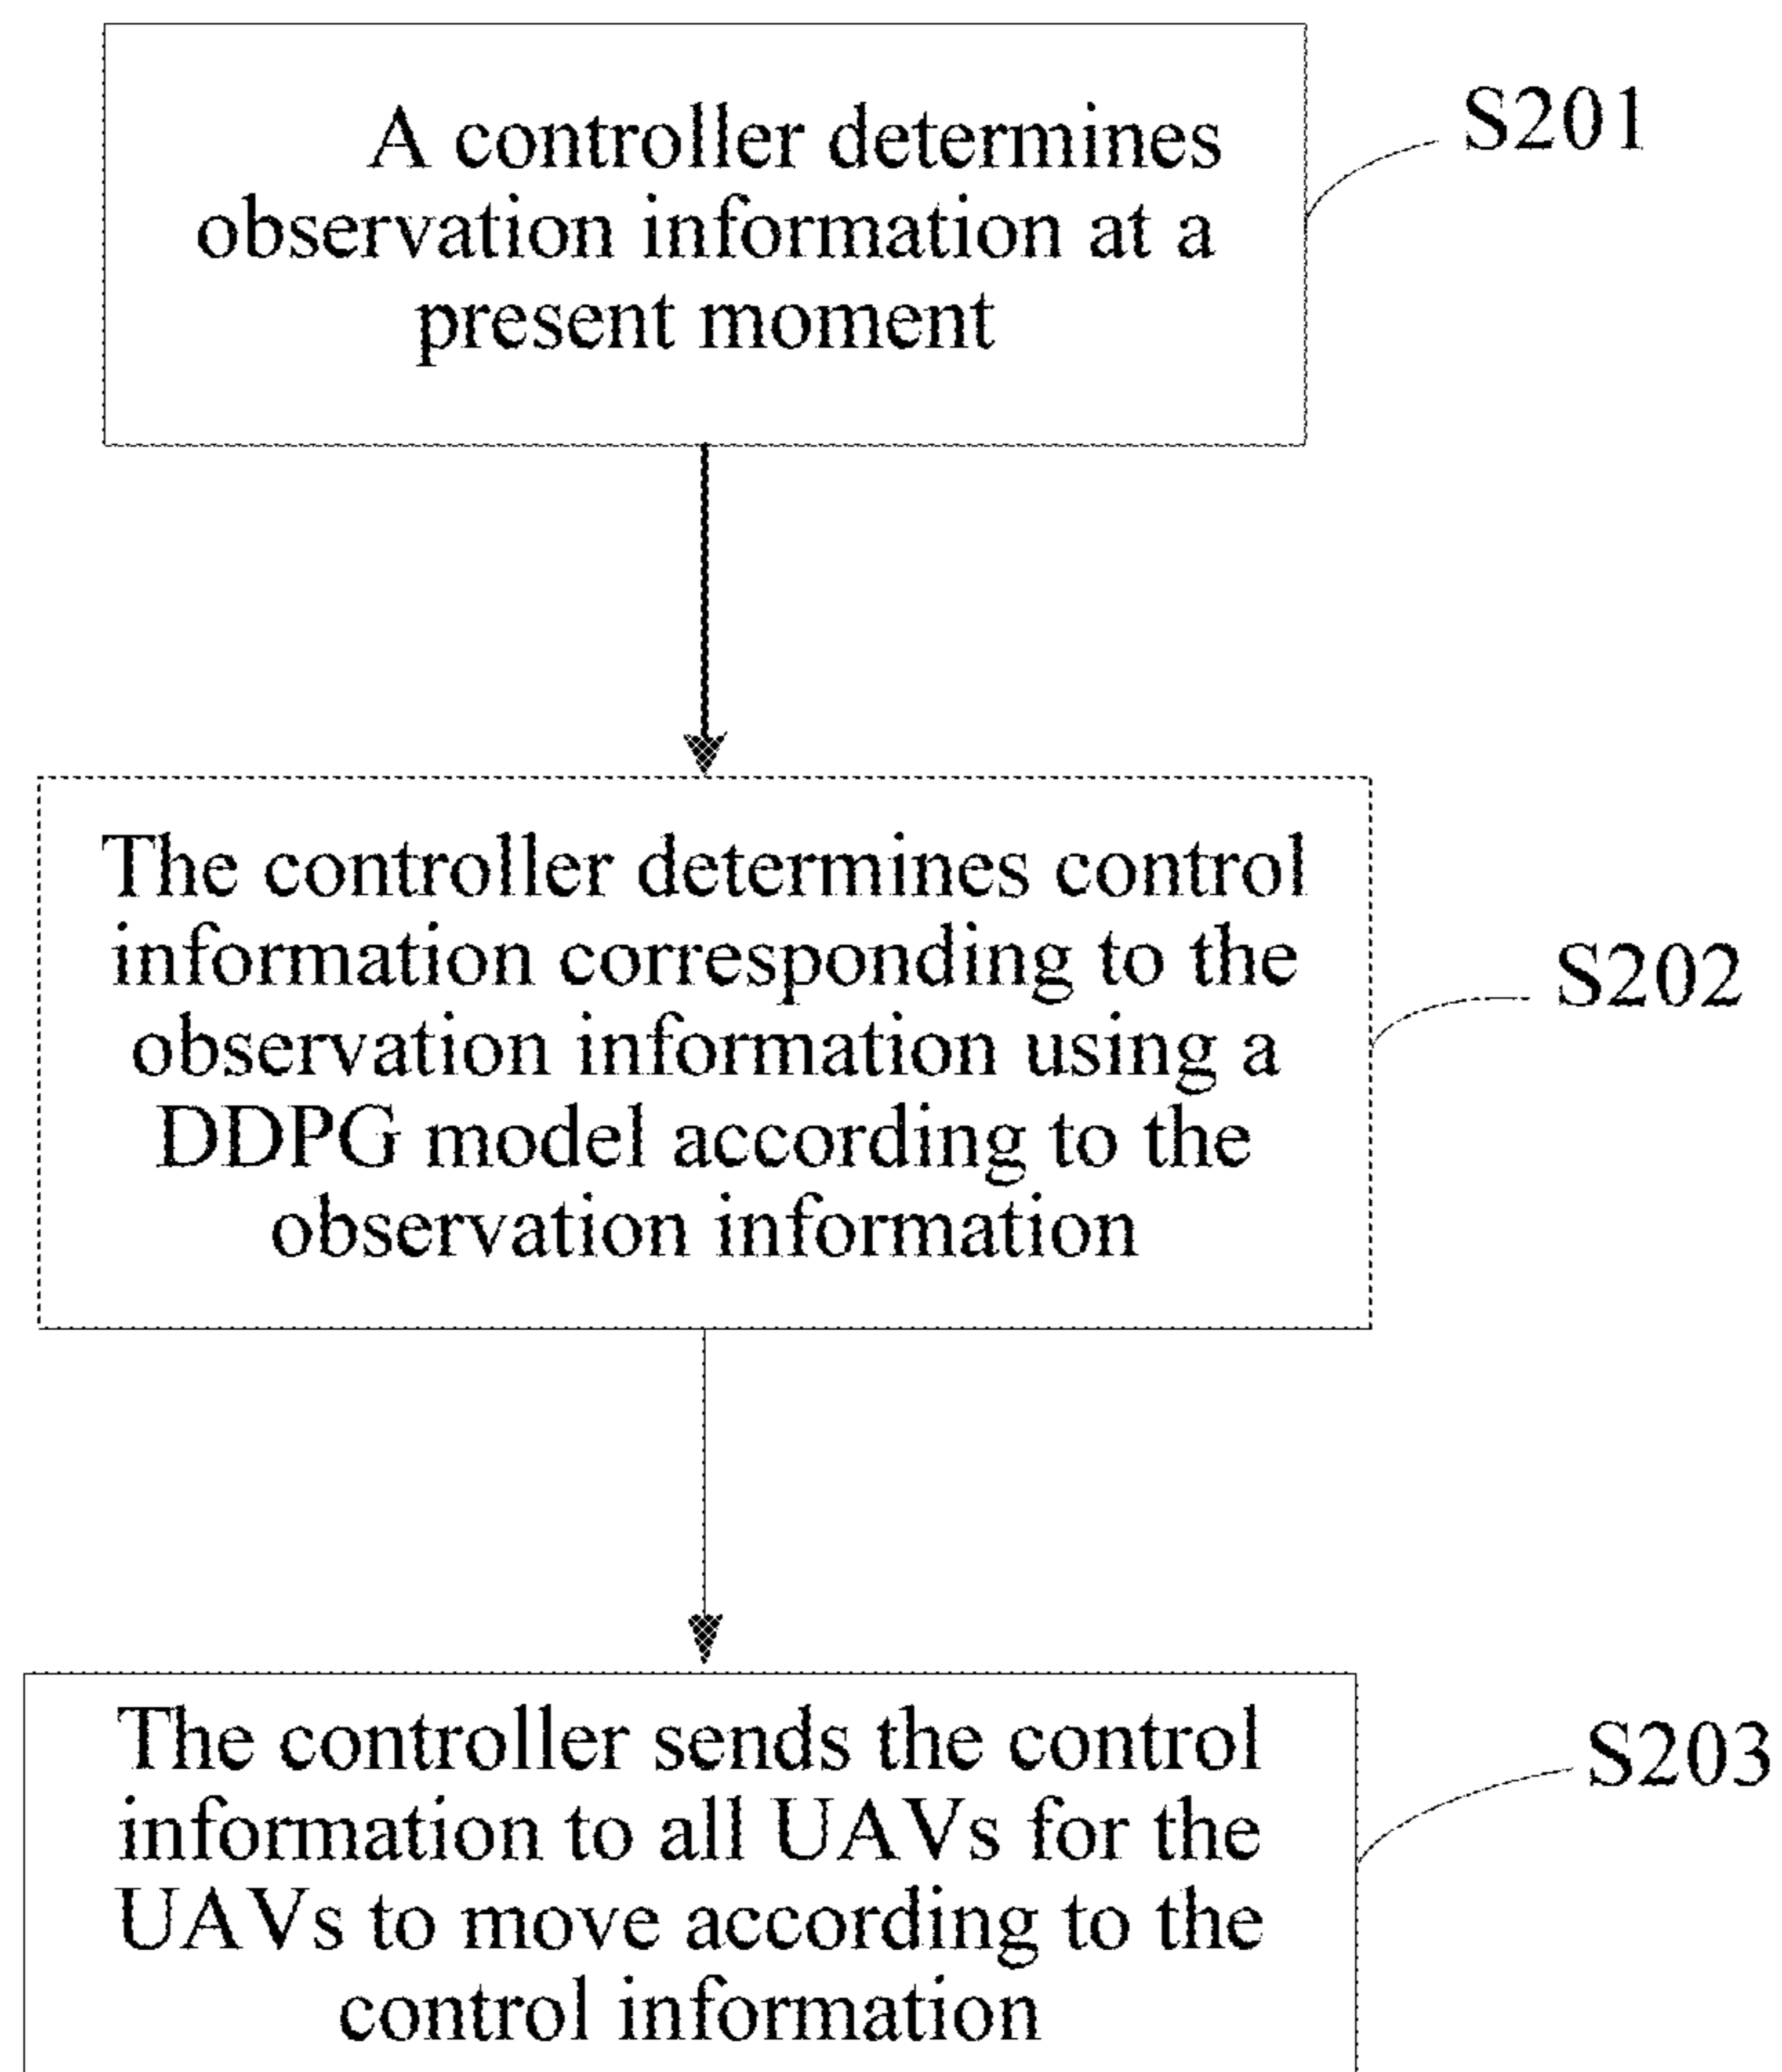 A controller determines
observation information at a
present moment
S201
The controller determines control
information corresponding to the
observation information using a
DDPG model according to the
observation information
S202
The controller sends the control
information to all UAVs for the
UAVs to move according to the
control information
S203